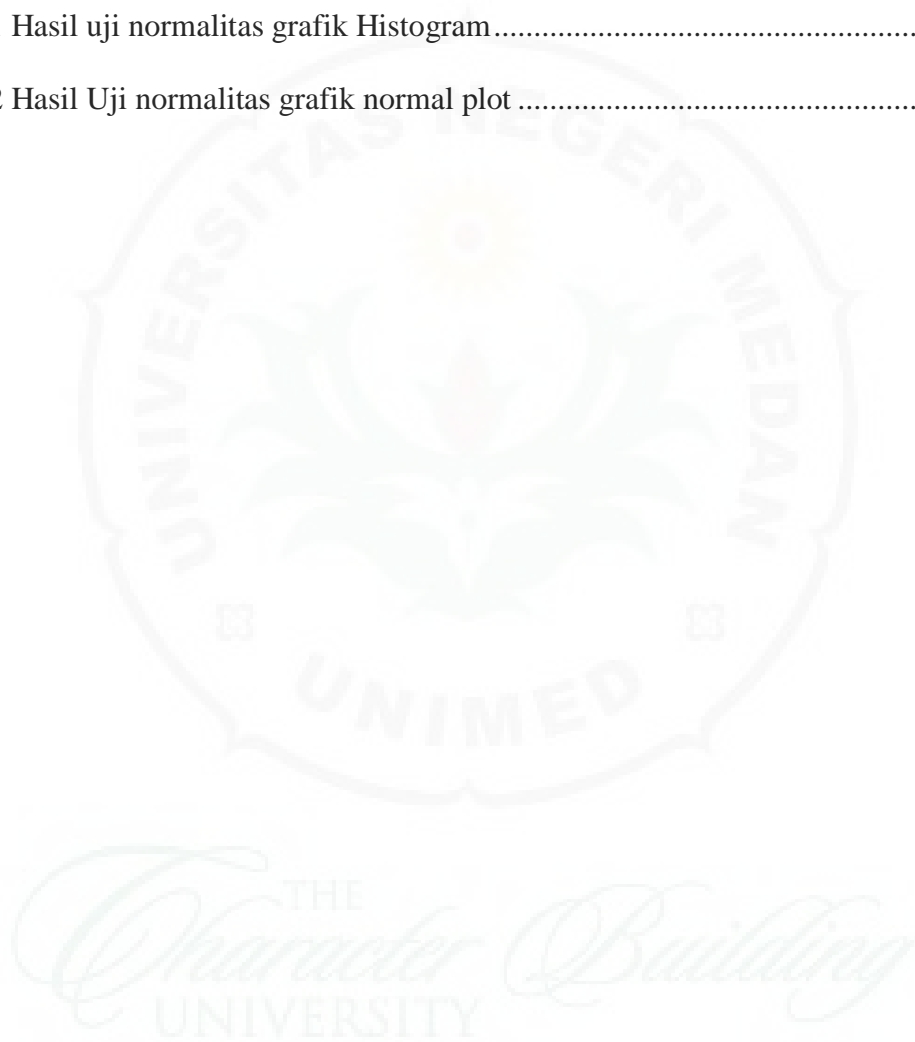 Hasil uji normalitas grafik Histogram.....................................................
2 Hasil Uji normalitas grafik normal plot ..................................................
UNIVERSITAS NEGERI MEDAN
UNIMED
THE
Character Building
UNIVERSITY